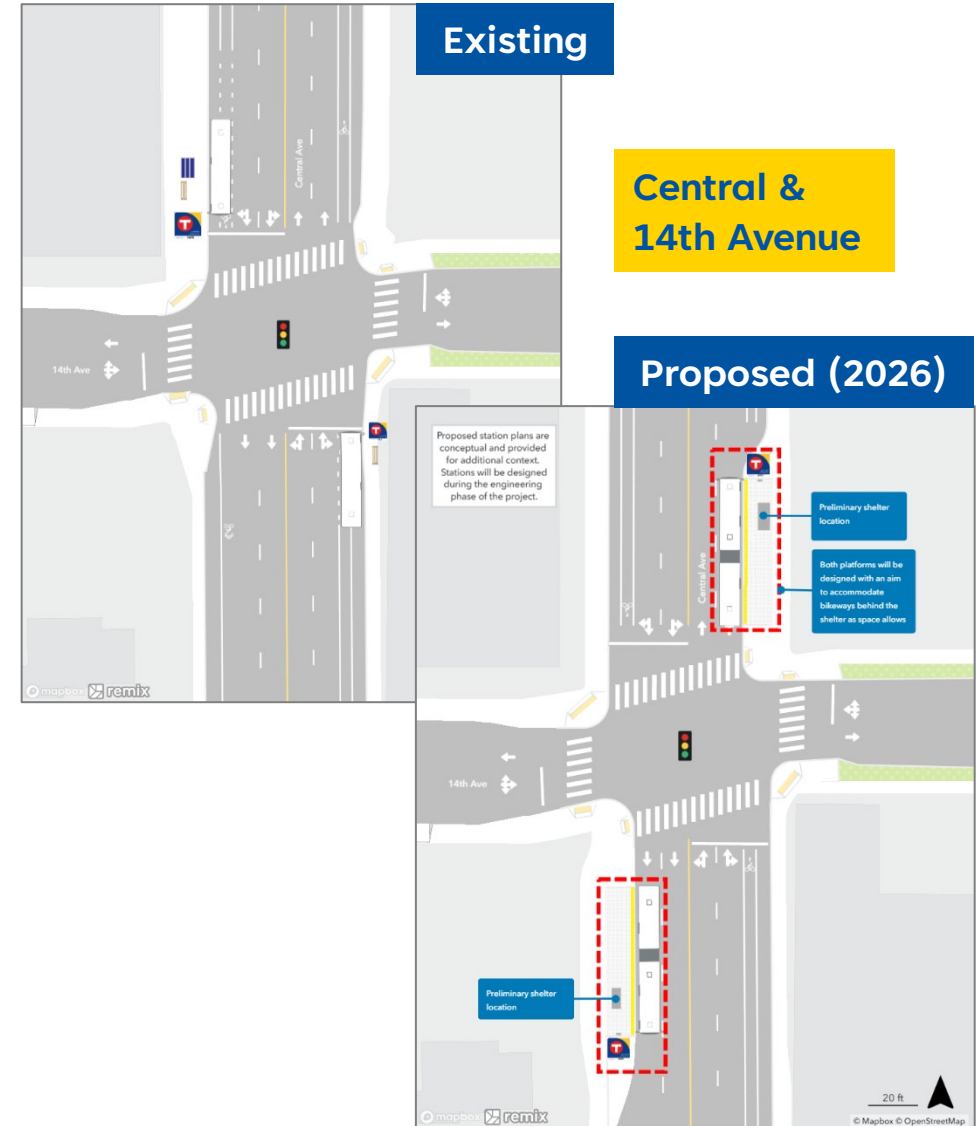 Existing
Central &
14th Avenue
Proposed (2026)
Central Ave
T
14th Ave
T
mapbox remix
Proposed station plans are
conceptual and provided
for additional context.
Stations will be designed
during the engineering
phase of the project.
T
Preliminary shelter
location
Both platforms will be
designed with an aim
to accommodate
bikeways behind the
shelter as space allows
Central Ave
14th Ave
Preliminary shelter
location
T
mapbox remix
20 ft
© Mapbox © OpenStreetMap